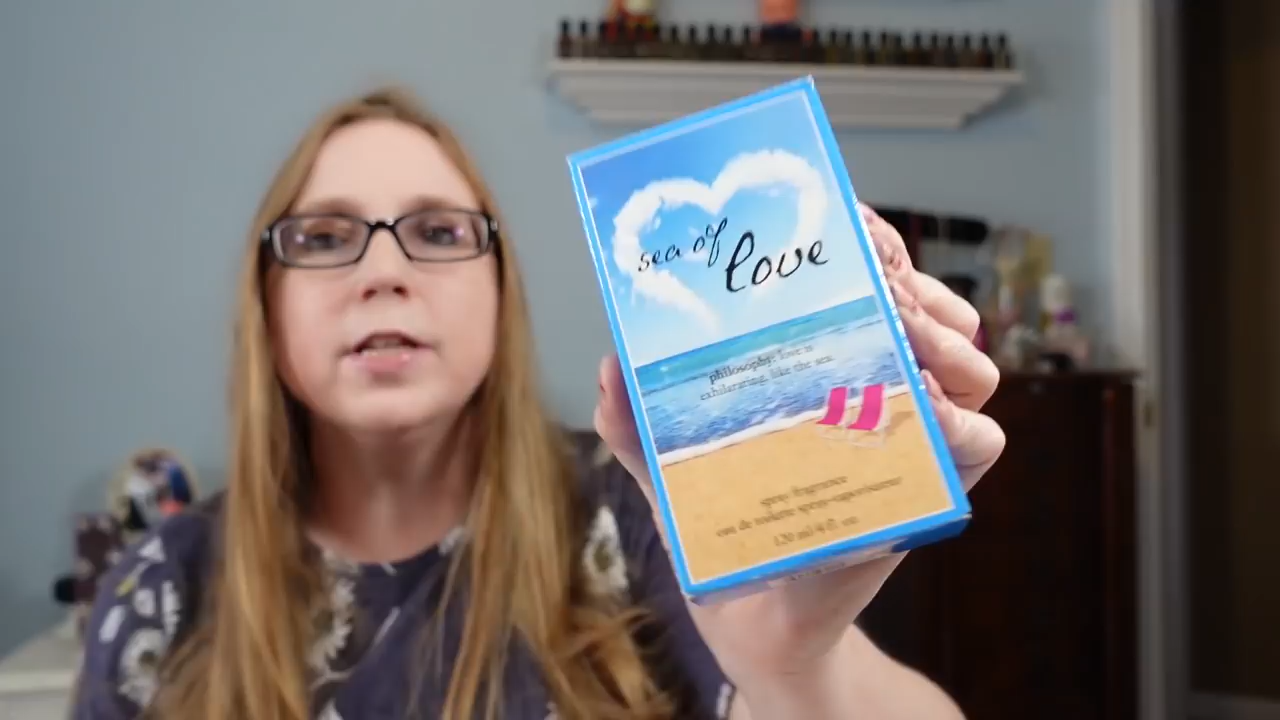 sea of love
philosophy: love is
exhilarating. like the sea.
spray fragrance
eau de toilette spray-vaporisateur
120 ml/4 fl. oz.